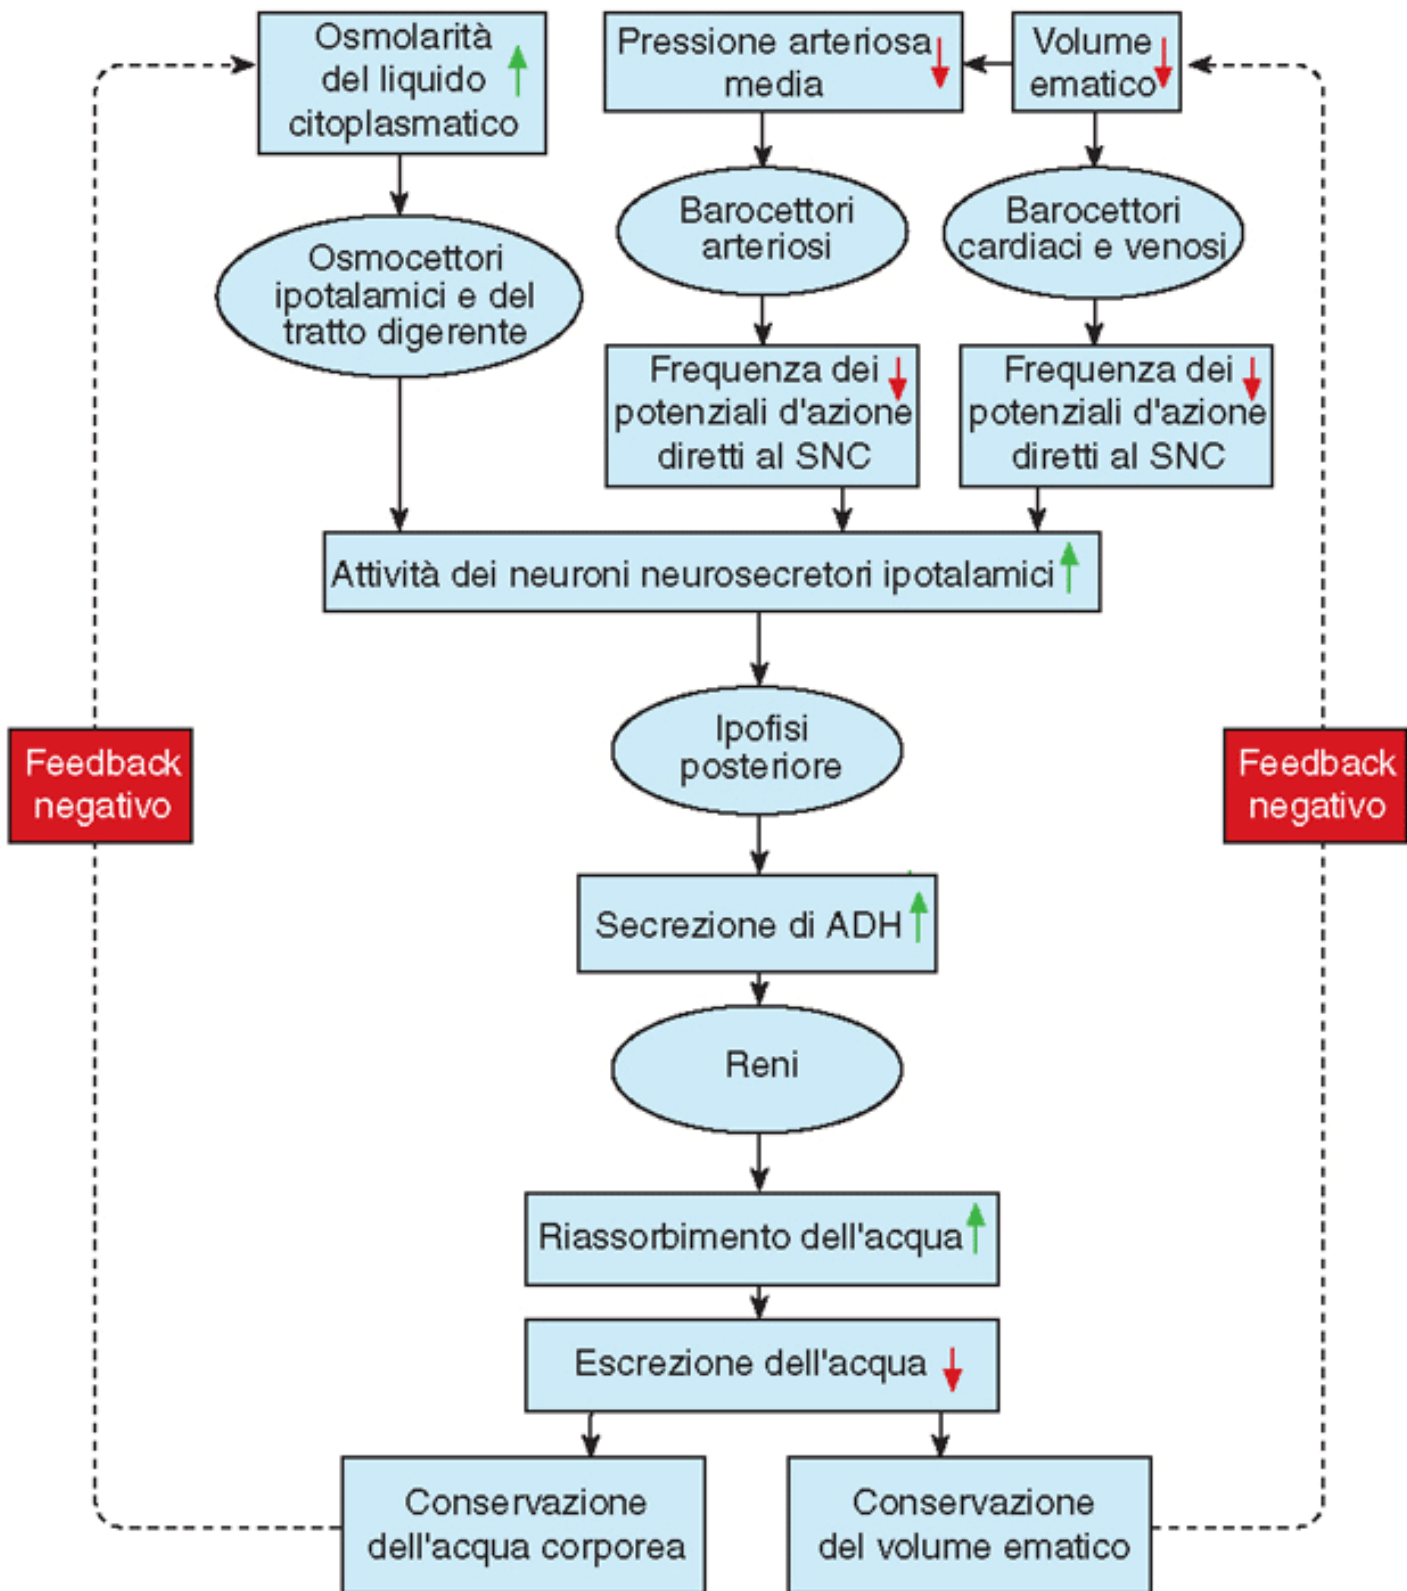 Osmolarità
del liquido
citoplasmatico
Pressione arteriosa
media
Volume
ematico
Osmocettori
ipotalamici e del
tratto digerente
Barocettori
arteriosi
Barocettori
cardiaci e venosi
Frequenza dei
potenziali d'azione
diretti al SNC
Frequenza dei
potenziali d'azione
diretti al SNC
Attività dei neuroni neurosecretori ipotalamici
Ipofisi
posteriore
Feedback
negativo
Feedback
negativo
Secrezione di ADH
Reni
Riassorbimento dell'acqua
Escrezione dell'acqua
Conservazione
dell'acqua corporea
Conservazione
del volume ematico